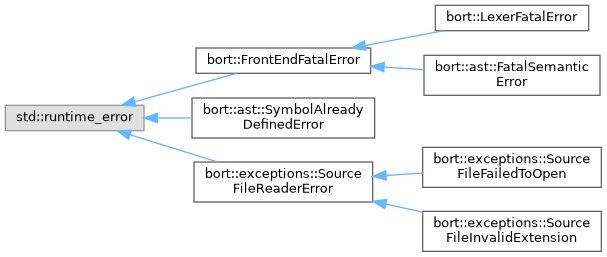 bort::LexerFatalError
bort::FrontEndFatalError
bort::ast::FatalSemantic
Error
std::runtime_error
bort::ast::SymbolAlready
DefinedError
bort::exceptions::Source
FileReaderError
bort::exceptions::Source
FileFailedToOpen
bort::exceptions::Source
FileInvalidExtension